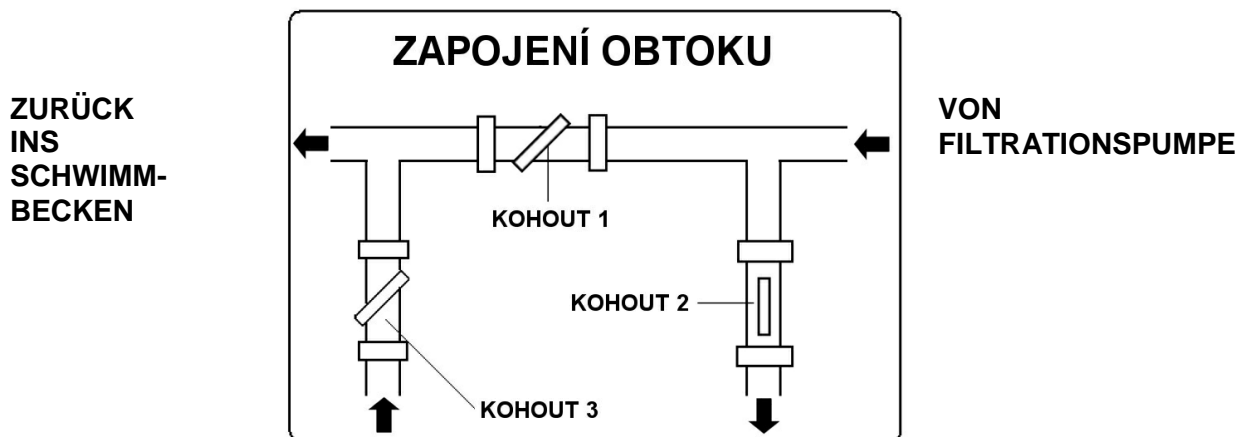 ZAPOJENÍ OBTOKU
ZURÜCK
INS
SCHWIMM-
BECKEN
VON
FILTRATIONSPUMPE
KOHOUT 1
KOHOUT 2
KOHOUT 3